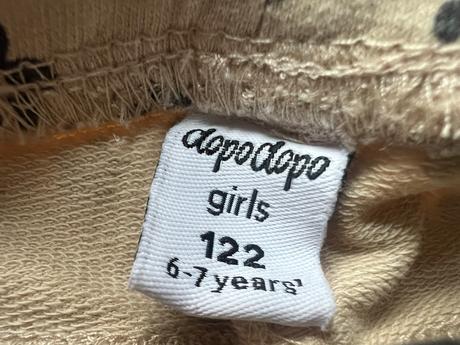 dopodopo
girls
122
6-7 years'